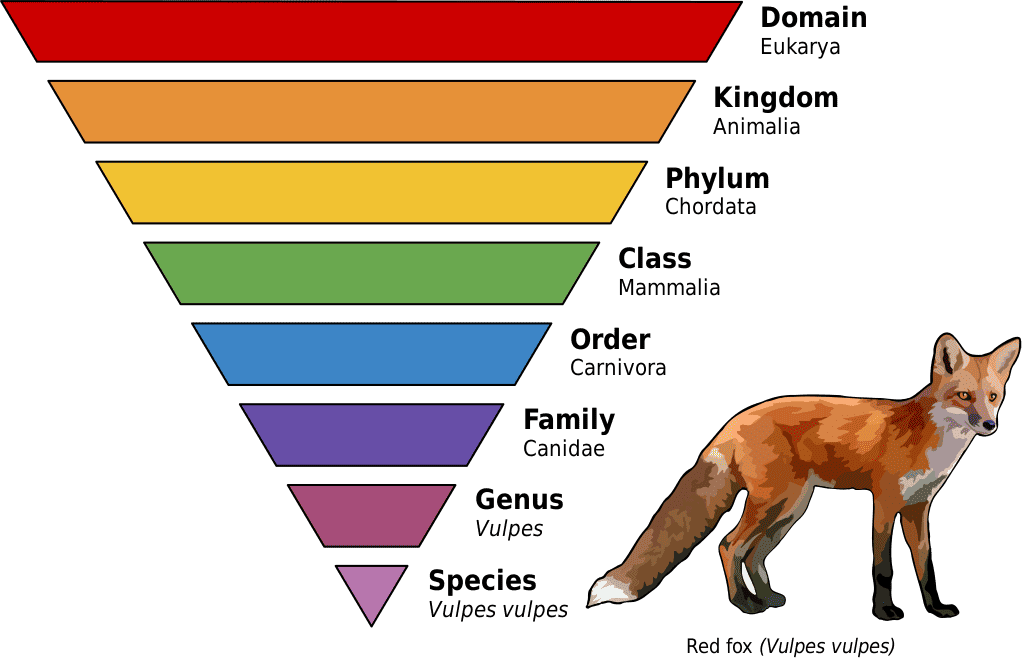 Domain
Eukarya
Kingdom
Animalia
Phylum
Chordata
Class
Mammalia
Order
Carnivora
Family
Canidae
Genus
Vulpes
Species
Vulpes vulpes
Red fox (Vulpes vulpes)